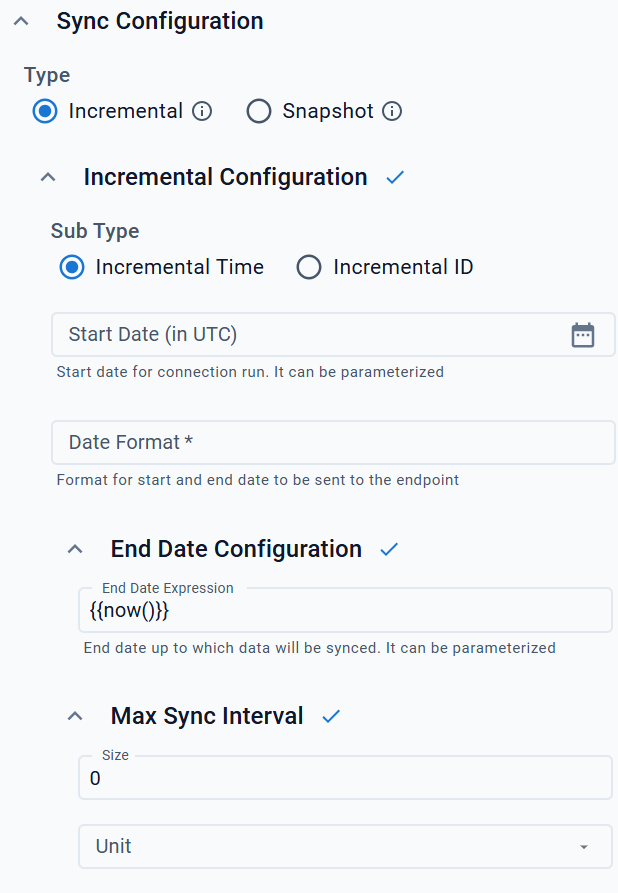 Sync Configuration
Type
Incremental Snapshot
Incremental Configuration
Sub Type
Incremental Time Incremental ID
Start Date (in UTC)
Start date for connection run. It can be parameterized
Date Format *
Format for start and end date to be sent to the endpoint
End Date Configuration
End Date Expression
{{now()}}
End date up to which data will be synced. It can be parameterized
Max Sync Interval
Size
0
Unit